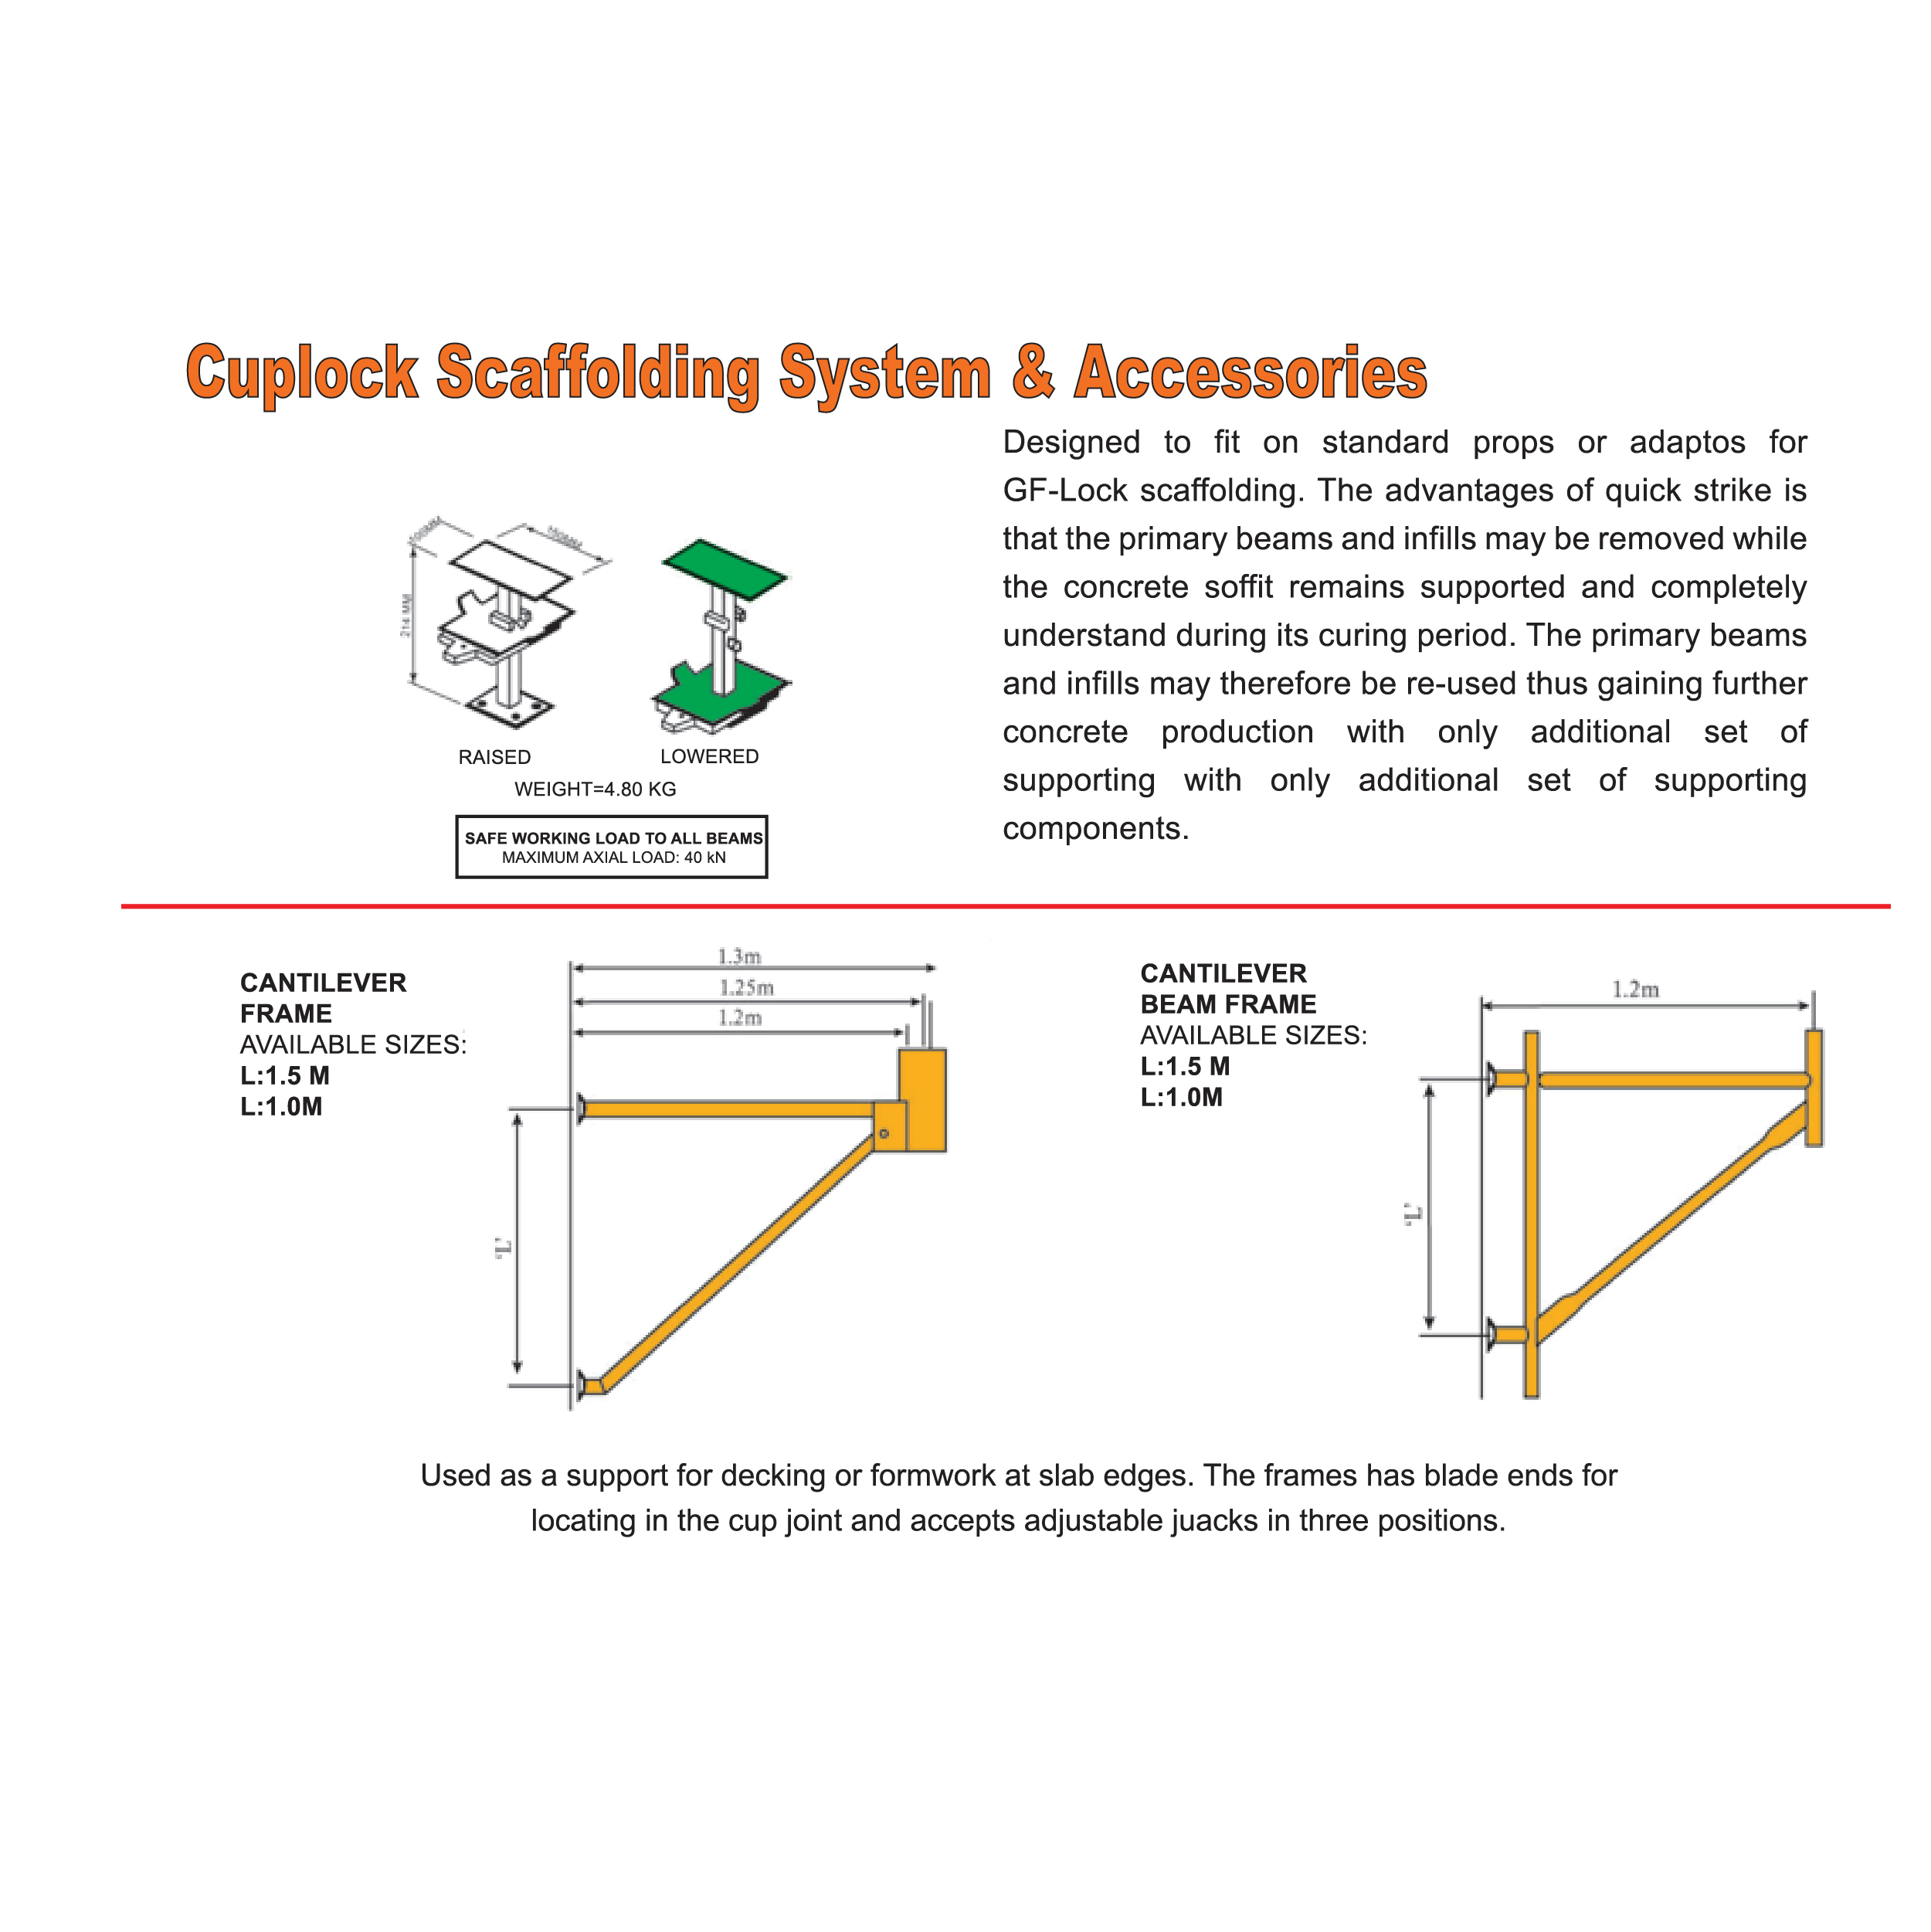 Cuplock Scaffolding System & Accessories
Designed to fit on standard props or adaptos for
GF-Lock scaffolding. The advantages of quick strike is
that the primary beams and infills may be removed while
the concrete soffit remains supported and completely
understand during its curing period. The primary beams
and infills may therefore be re-used thus gaining further
concrete production with only additional set of
supporting with only additional set of supporting
components.
214 MM
RAISED
LOWERED
WEIGHT=4.80 KG
SAFE WORKING LOAD TO ALL BEAMS
MAXIMUM AXIAL LOAD: 40 kN
CANTILEVER
FRAME
AVAILABLE SIZES:
L:1.5 M
L:1.0M
1.3m
1.25m
1.2m
'L'
CANTILEVER
BEAM FRAME
AVAILABLE SIZES:
L:1.5 M
L:1.0M
1.2m
'L'
Used as a support for decking or formwork at slab edges. The frames has blade ends for
locating in the cup joint and accepts adjustable juacks in three positions.